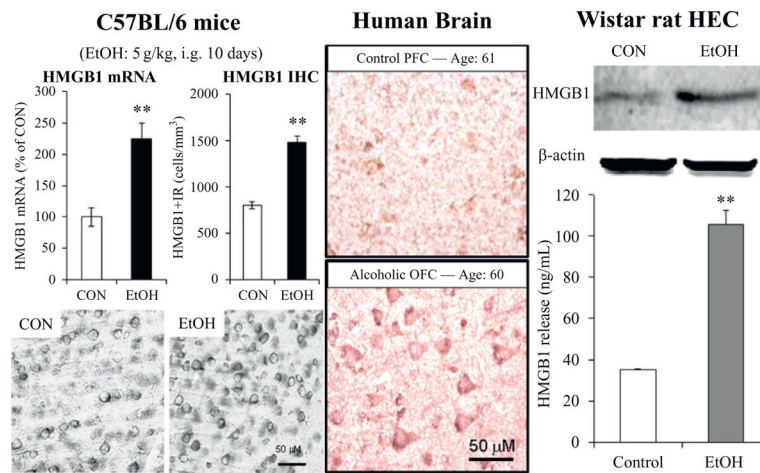 C57BL/6 mice
(EtOH: 5 g/kg, i.g. 10 days)
HMGB1 mRNA
HMGB1 mRNA (% of CON)
300
250
200
150
100
50
0
**
CON
EtOH
HMGB1 IHC
HMGB1+IR (cells/mm³)
2000
1500
1000
500
0
**
CON
EtOH
CON
EtOH
50 μM
Human Brain
Control PFC — Age: 61
Alcoholic OFC — Age: 60
50 μM
Wistar rat HEC
CON
EtOH
HMGB1
β-actin
HMGB1 release (ng/mL)
120
100
80
60
40
20
0
**
Control
EtOH